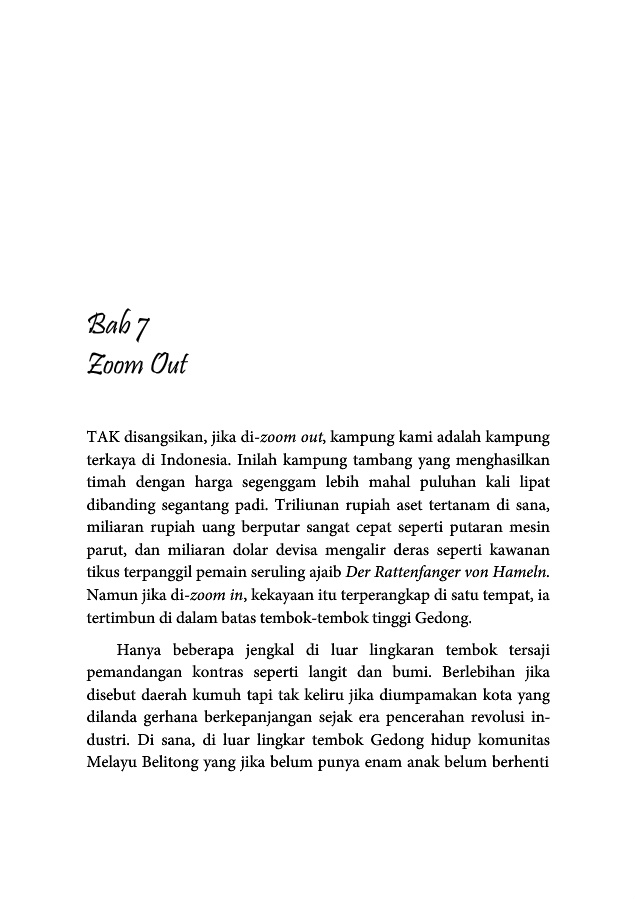 Bab 7
Zoom Out
TAK disangsikan, jika di-zoom out, kampung kami adalah kampung
terkaya di Indonesia. Inilah kampung tambang yang menghasilkan
timah dengan harga segenggam lebih mahal puluhan kali lipat
dibanding segantang padi. Triliunan rupiah aset tertanam di sana,
miliaran rupiah uang berputar sangat cepat seperti putaran mesin
parut, dan miliaran dolar devisa mengalir deras seperti kawanan
tikus terpanggil pemain seruling ajaib Der Rattenfanger von Hameln.
Namun jika di-zoom in, kekayaan itu terperangkap di satu tempat, ia
tertimbun di dalam batas tembok-tembok tinggi Gedong.
Hanya beberapa jengkal di luar lingkaran tembok tersaji
pemandangan kontras seperti langit dan bumi. Berlebihan jika
disebut daerah kumuh tapi tak keliru jika diumpamakan kota yang
dilanda gerhana berkepanjangan sejak era pencerahan revolusi in-
dustri. Di sana, di luar lingkar tembok Gedong hidup komunitas
Melayu Belitong yang jika belum punya enam anak belum berhenti